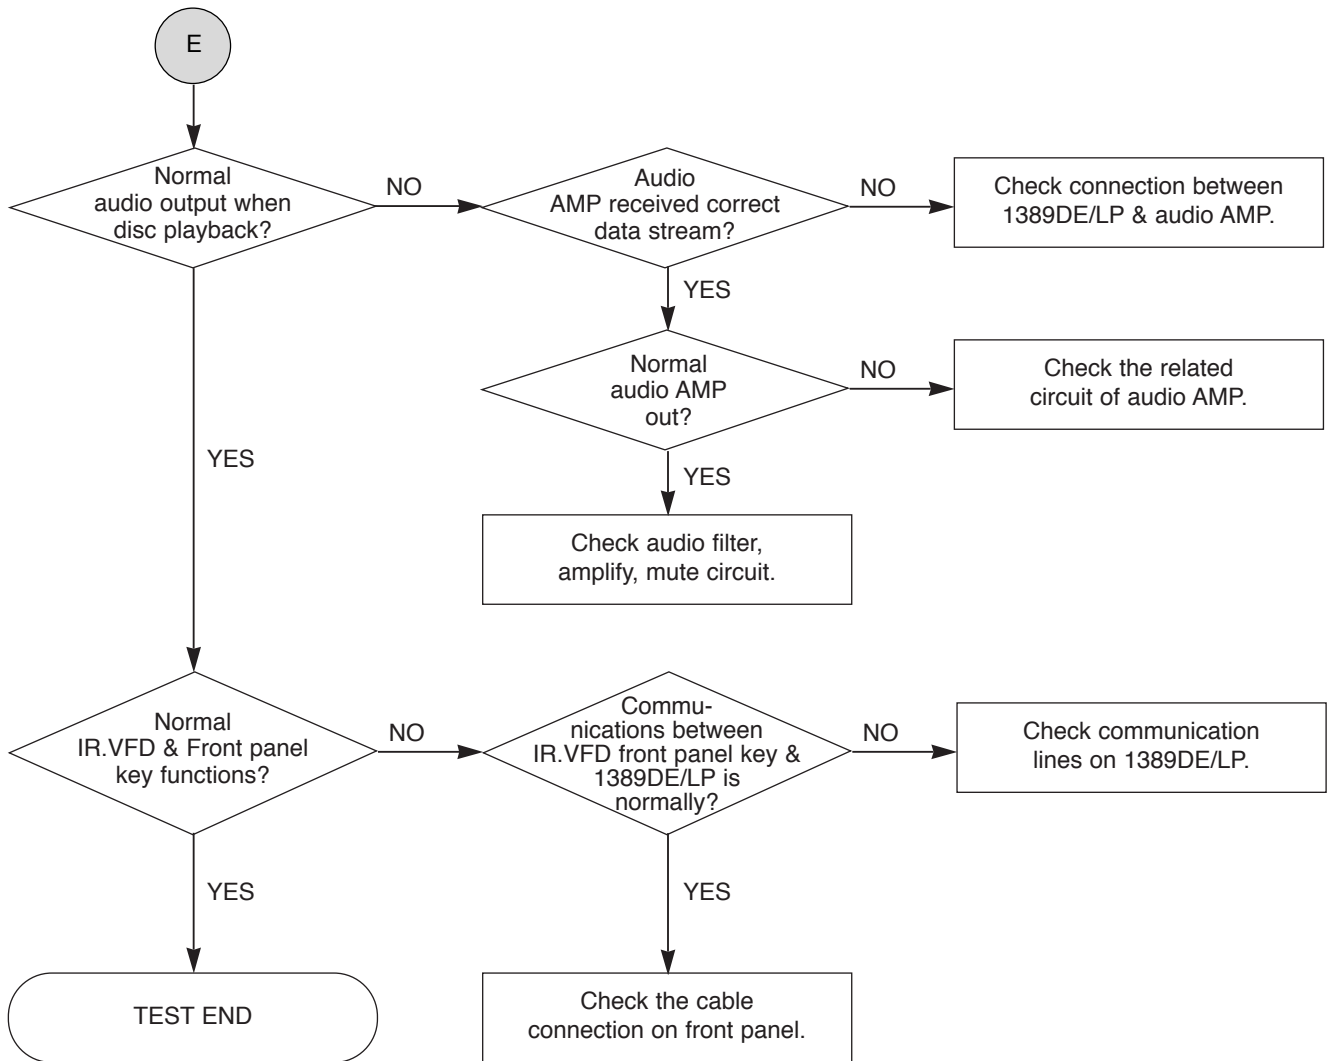 E
Normal
audio output when
disc playback?
NO
Audio
AMP received correct
data stream?
NO
Check connection between
1389DE/LP & audio AMP.
YES
Normal
audio AMP
out?
NO
Check the related
circuit of audio AMP.
YES
YES
Check audio filter,
amplify, mute circuit.
Normal
IR.VFD & Front panel
key functions?
NO
Commu-
nications between
IR.VFD front panel key &
1389DE/LP is
normally?
NO
Check communication
lines on 1389DE/LP.
YES
YES
TEST END
Check the cable
connection on front panel.